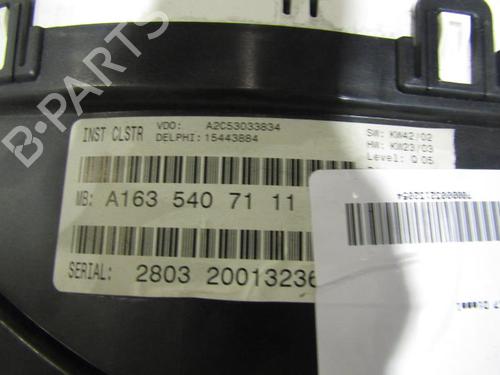 INST CLSTR
VDO: A2C53033834
DELPHI: 15443884
SW: KW42/02
HW: KW23/03
Level: Q 05
MB: A163 540 71 11
SERIAL: 2803 20013236
B-PARTS